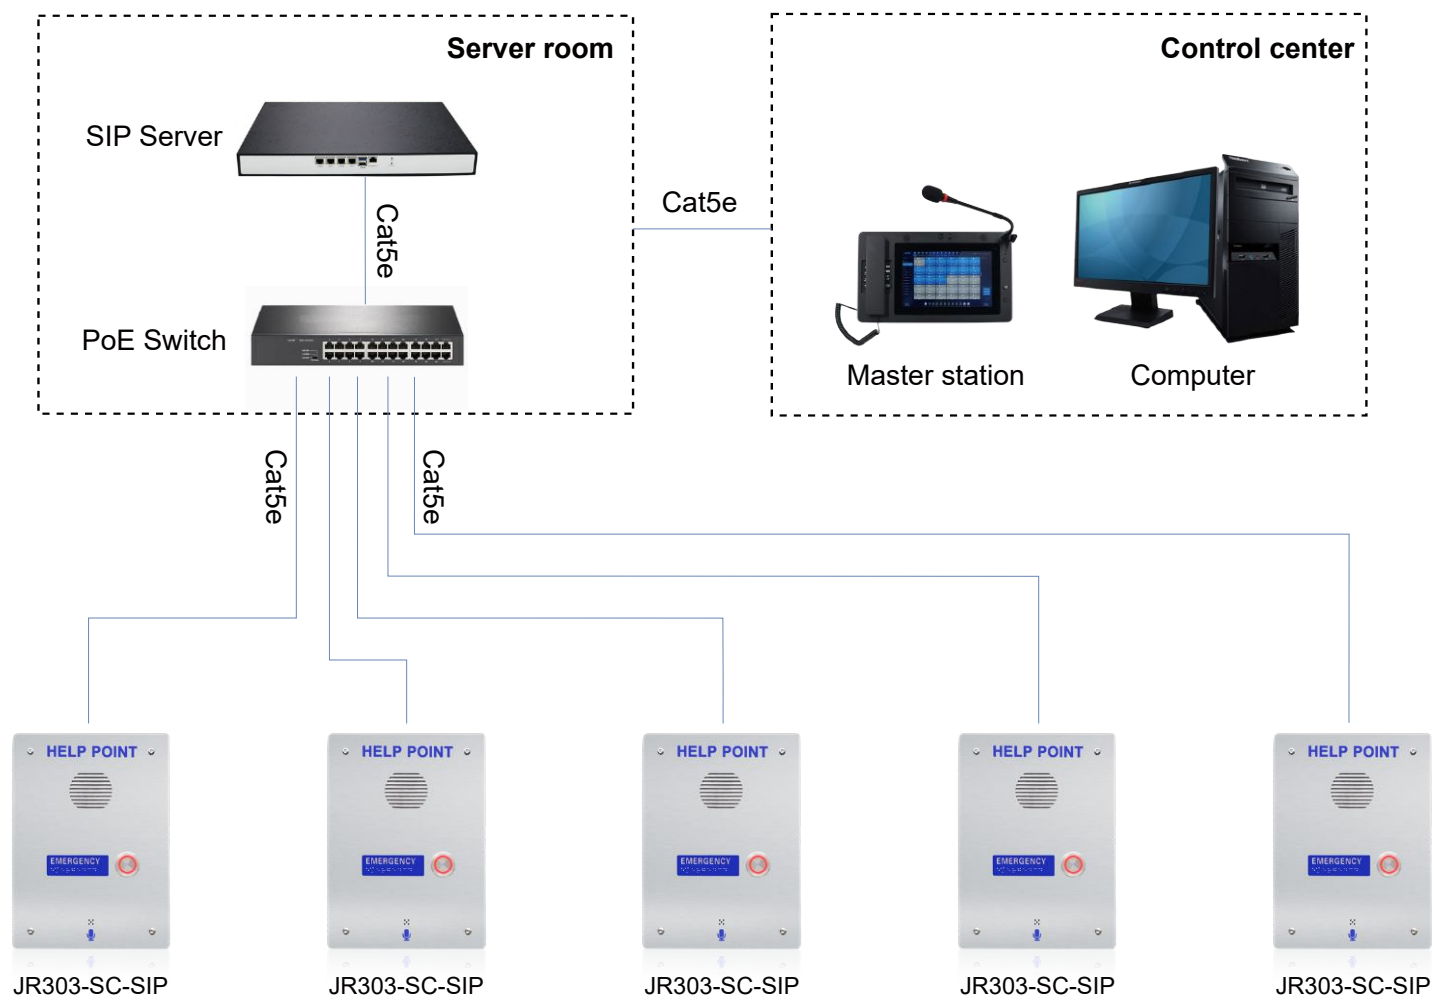 Server room
Control center
SIP Server
Cat5e
Cat5e
PoE Switch
Master station
Computer
Cat5e
Cat5e
HELP POINT
HELP POINT
HELP POINT
HELP POINT
HELP POINT
EMERGENCY
EMERGENCY
EMERGENCY
EMERGENCY
EMERGENCY
JR303-SC-SIP
JR303-SC-SIP
JR303-SC-SIP
JR303-SC-SIP
JR303-SC-SIP